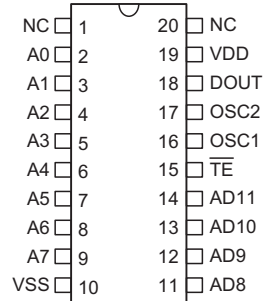 NC 1 20 NC
A0 2 19 VDD
A1 3 18 DOUT
A2 4 17 OSC2
A3 5 16 OSC1
A4 6 15 T̅E̅
A5 7 14 AD11
A6 8 13 AD10
A7 9 12 AD9
VSS 10 11 AD8